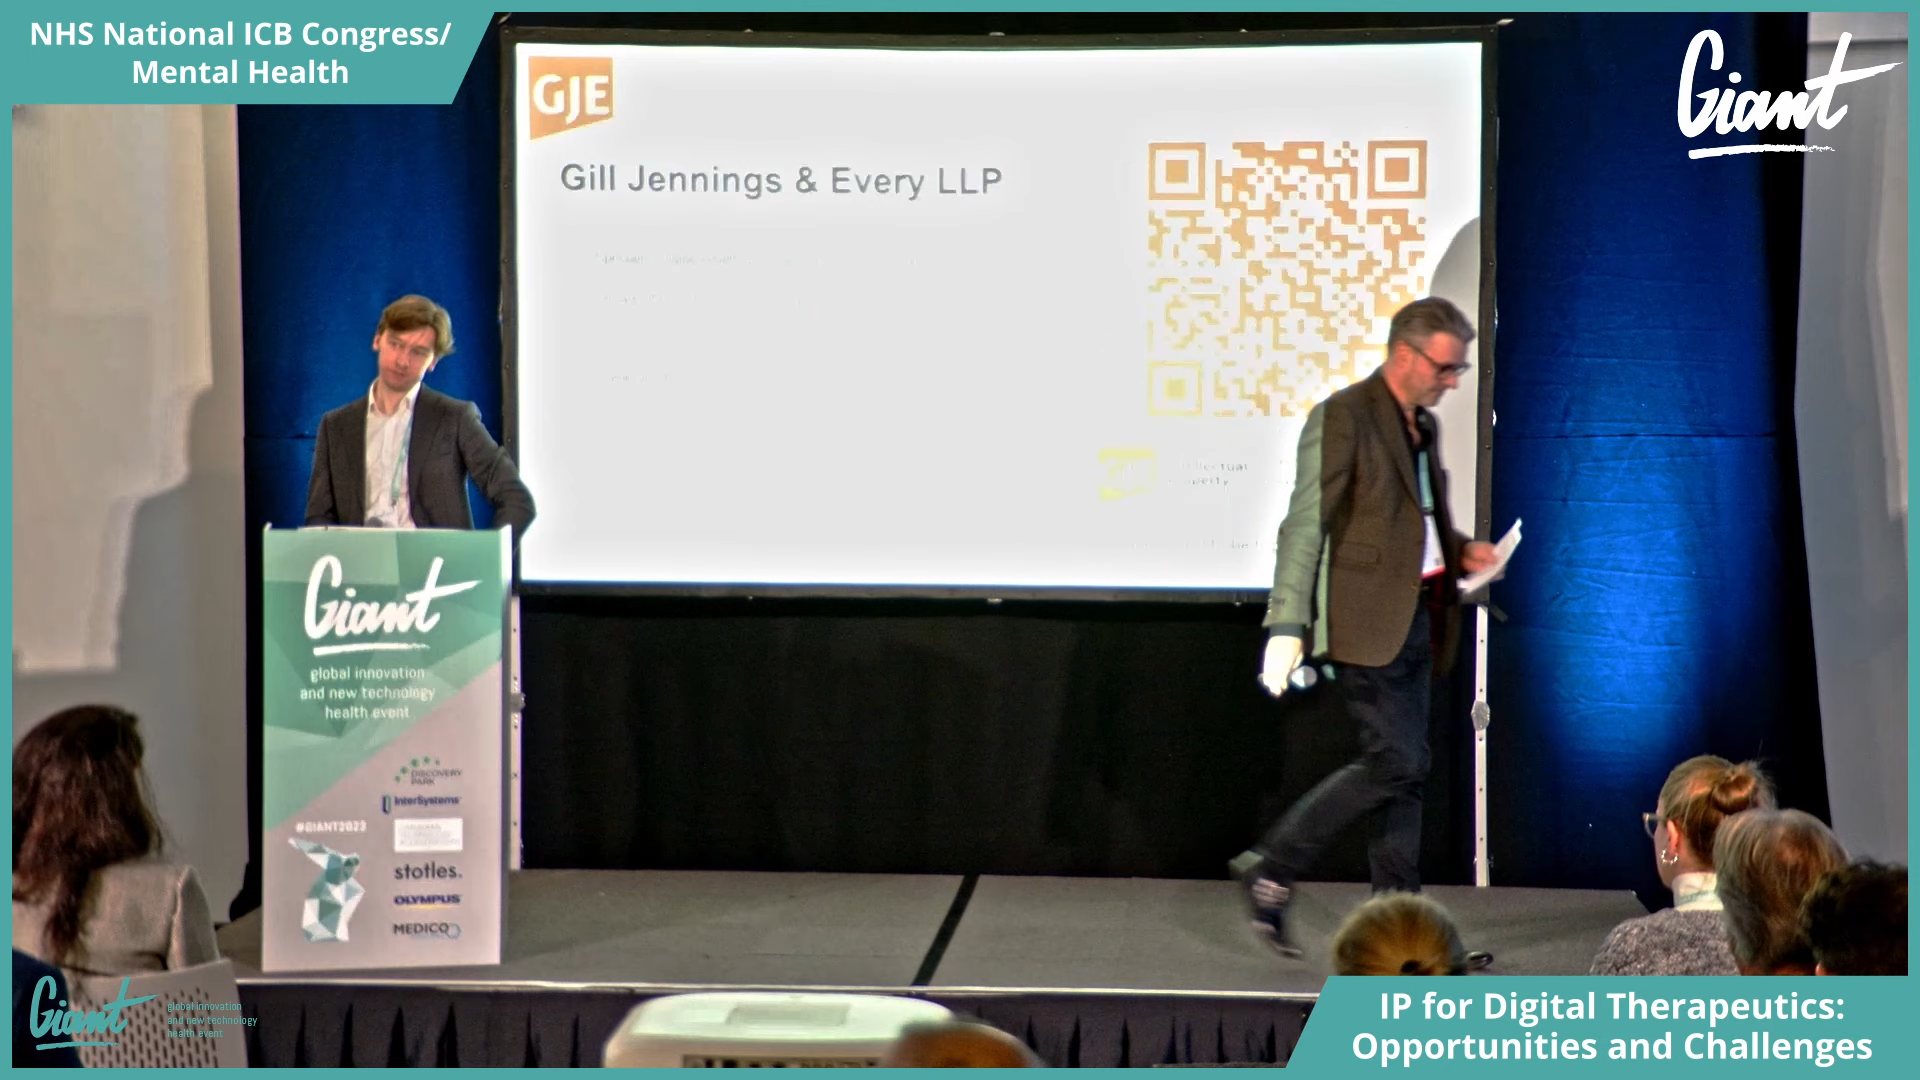 NHS National ICB Congress/
Mental Health
Giant
GJE
Gill Jennings & Every LLP
Giant
global innovation
and new technology
health event
DISCOVERY
PARK
InterSystems
#GIANT2022
stotles.
OLYMPUS
MEDICO
Giant
global innovation
and new technology
health event
IP for Digital Therapeutics:
Opportunities and Challenges